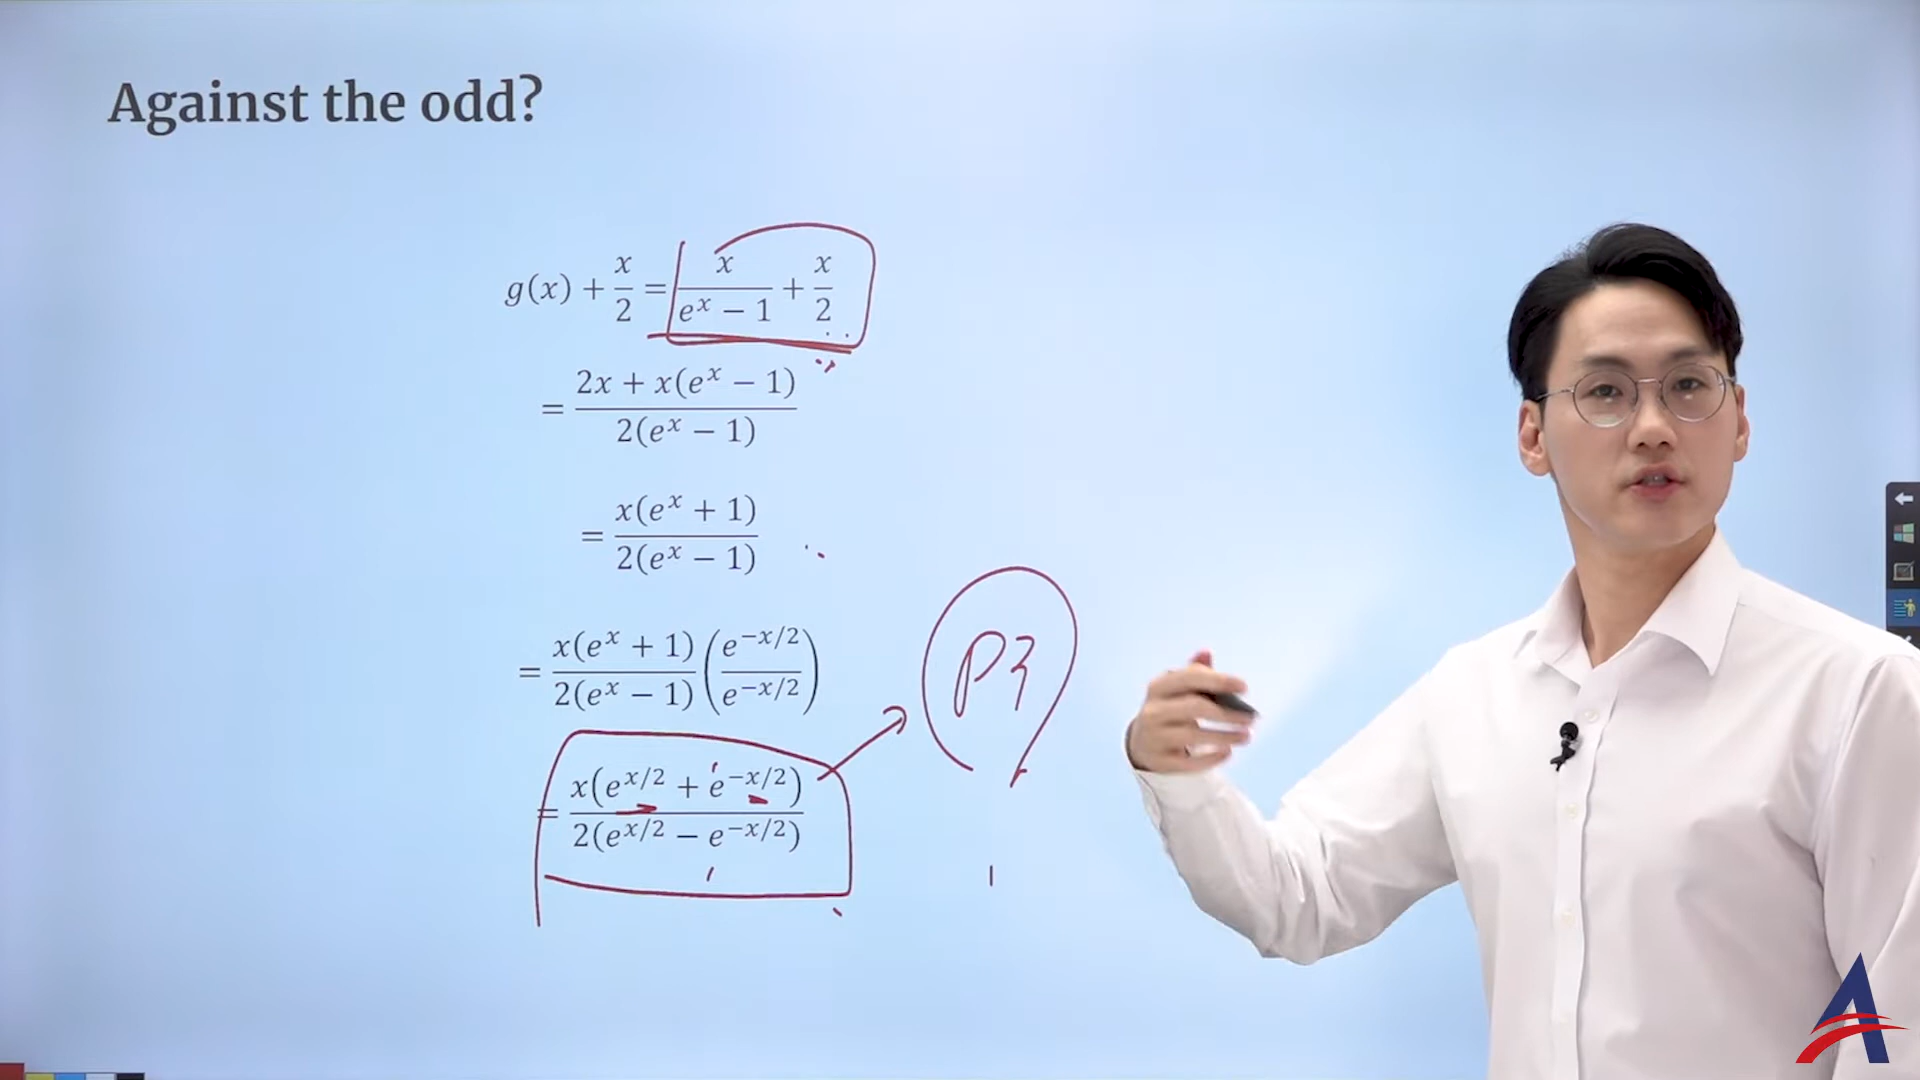 Against the odd?
g(x) + x/2 = x/(e^x − 1) + x/2
= (2x + x(e^x − 1))/(2(e^x − 1))
= x(e^x + 1)/(2(e^x − 1))
= x(e^x + 1)/(2(e^x − 1)) (e^{−x/2}/e^{−x/2})
= x(e^{x/2} + e^{−x/2})/(2(e^{x/2} − e^{−x/2}))